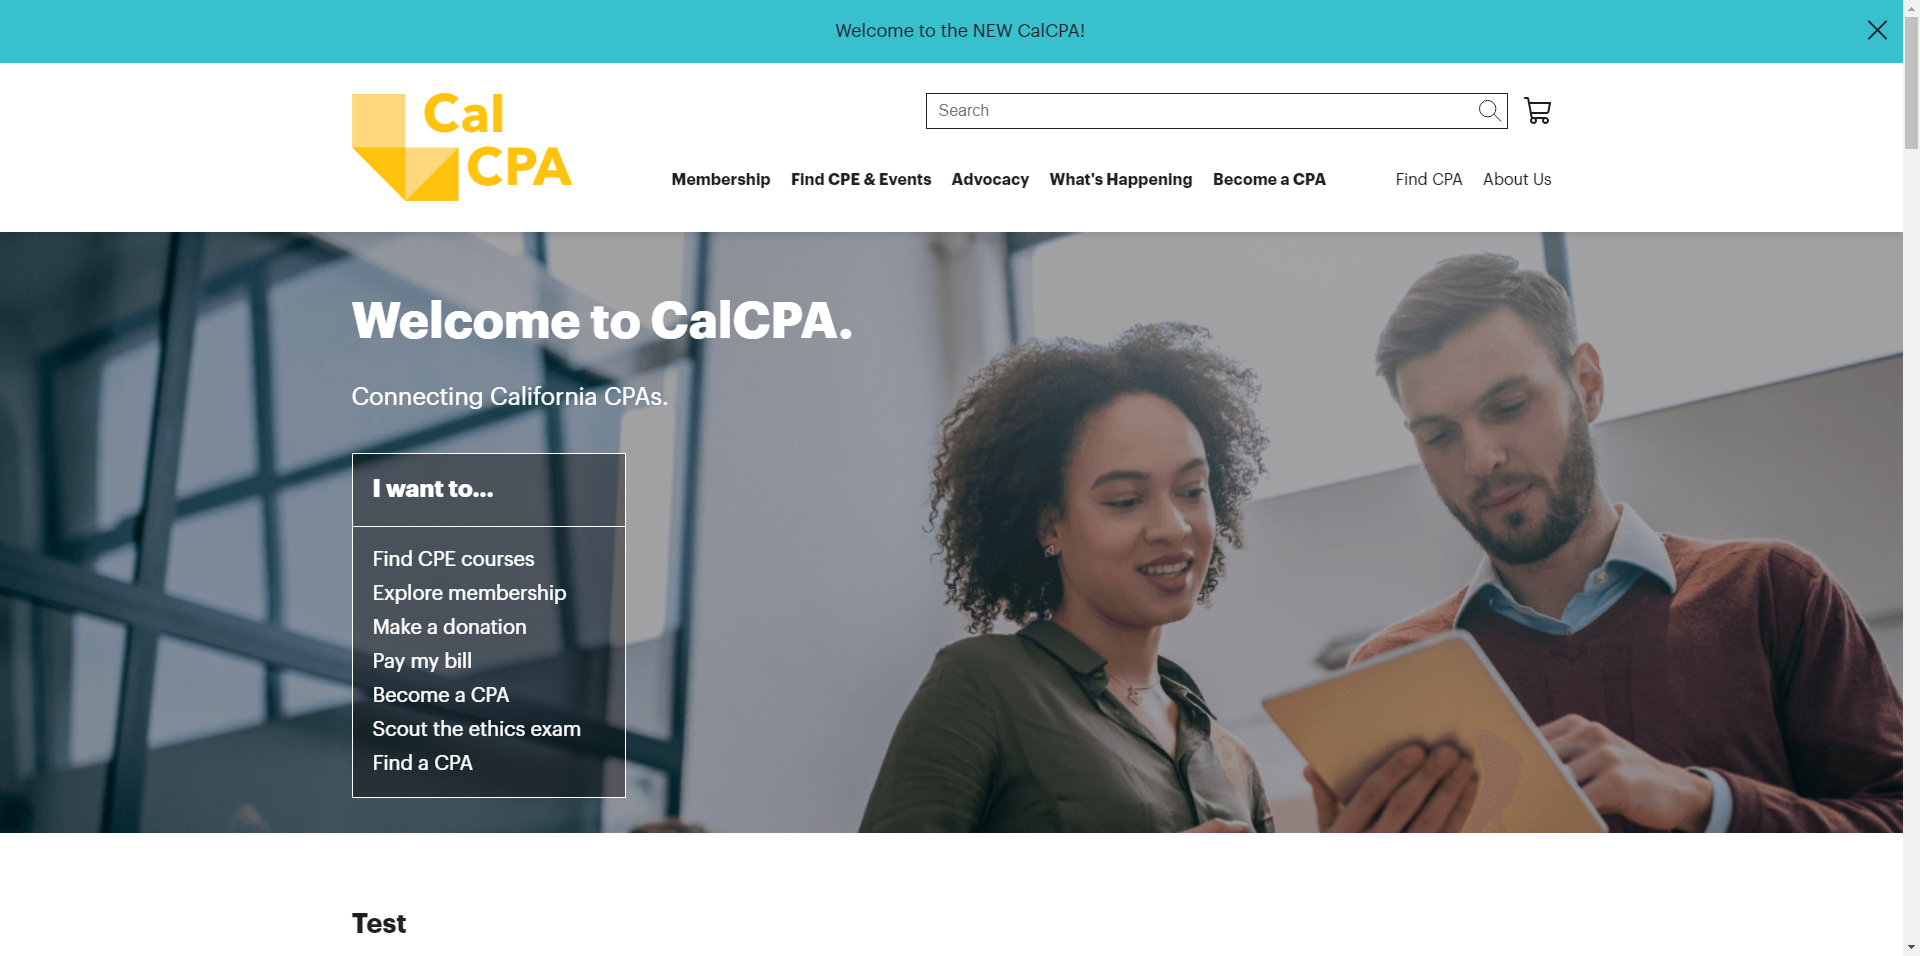 Welcome to the NEW CalCPA!
Cal
CPA
Search
Membership Find CPE & Events Advocacy What's Happening Become a CPA Find CPA About Us
Welcome to CalCPA.
Connecting California CPAs.
I want to...
Find CPE courses
Explore membership
Make a donation
Pay my bill
Become a CPA
Scout the ethics exam
Find a CPA
Test